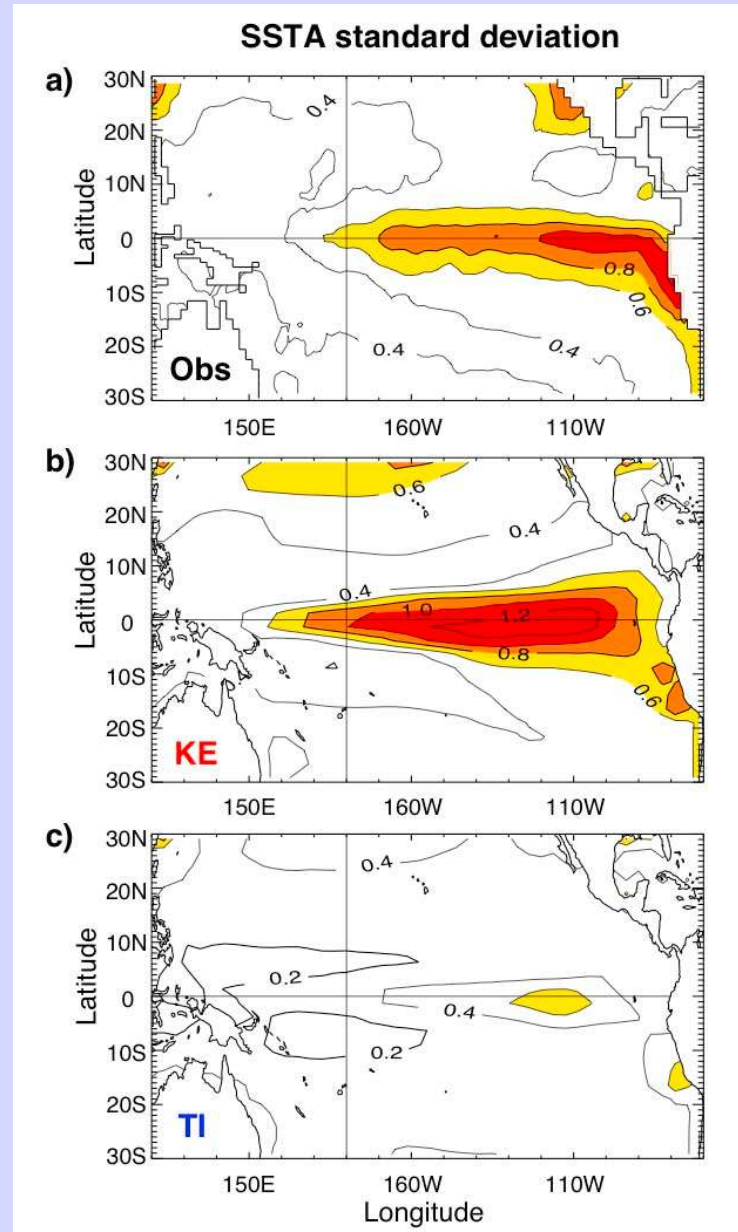 SSTA standard deviation
a)
30N
20N
10N
0
10S
20S
30S
Latitude
0.4
0.8
0.6
0.4
0.4
Obs
150E 160W 110W
b)
30N
20N
10N
0
10S
20S
30S
Latitude
0.6
0.4
0.4
1.0
1.2
0.8
0.6
KE
150E 160W 110W
c)
30N
20N
10N
0
10S
20S
30S
Latitude
0.4
0.2
0.4
0.2
TI
150E 160W 110W
Longitude